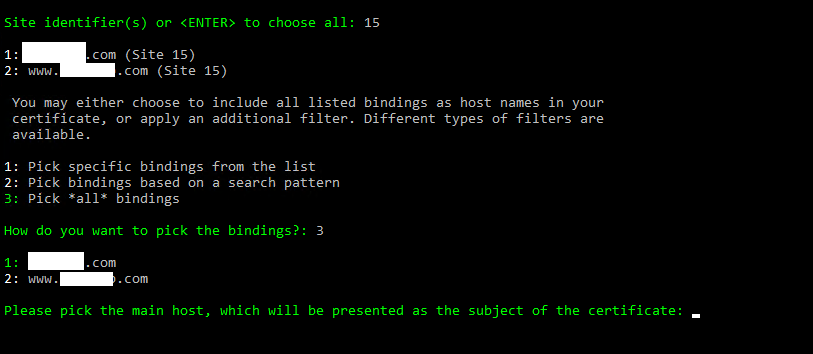 Site identifier(s) or <ENTER> to choose all: 15
1: .com (Site 15)
2: www. .com (Site 15)
You may either choose to include all listed bindings as host names in your
certificate, or apply an additional filter. Different types of filters are
available.
1: Pick specific bindings from the list
2: Pick bindings based on a search pattern
3: Pick *all* bindings
How do you want to pick the bindings?: 3
1: .com
2: www. .com
Please pick the main host, which will be presented as the subject of the certificate: